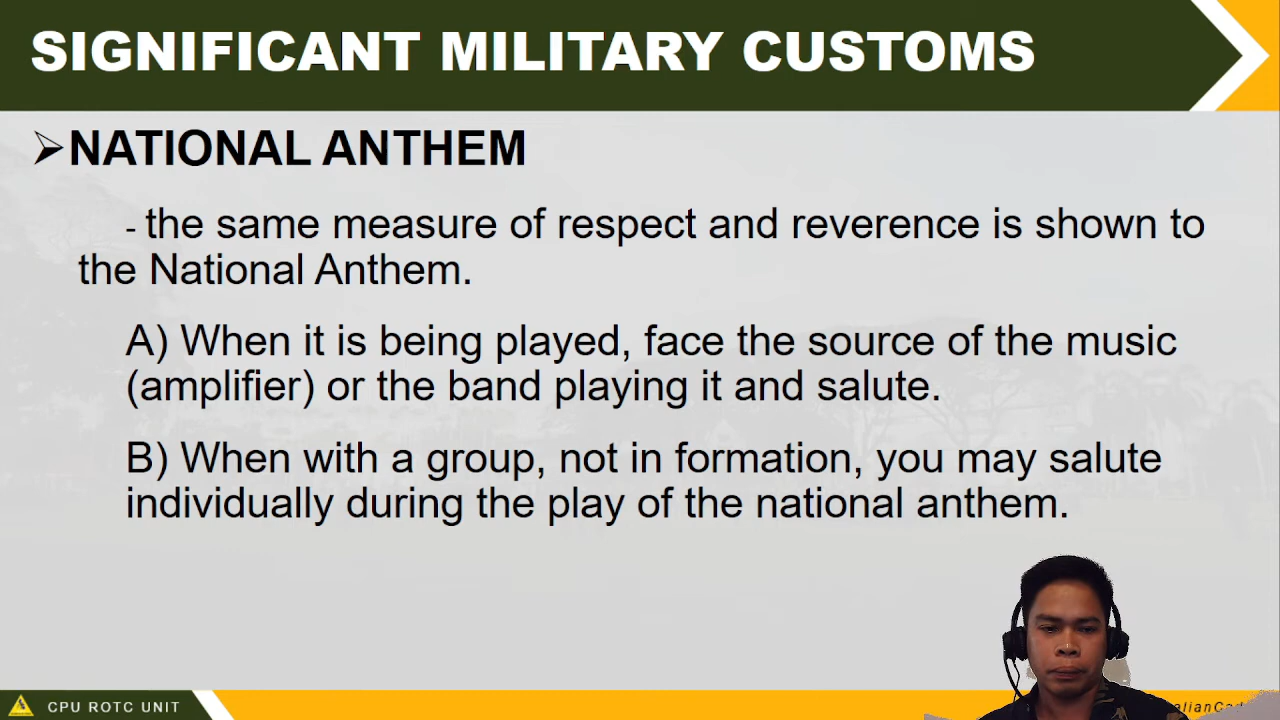 SIGNIFICANT MILITARY CUSTOMS
➢NATIONAL ANTHEM
- the same measure of respect and reverence is shown to
the National Anthem.
A) When it is being played, face the source of the music
(amplifier) or the band playing it and salute.
B) When with a group, not in formation, you may salute
individually during the play of the national anthem.
CPU ROTC UNIT